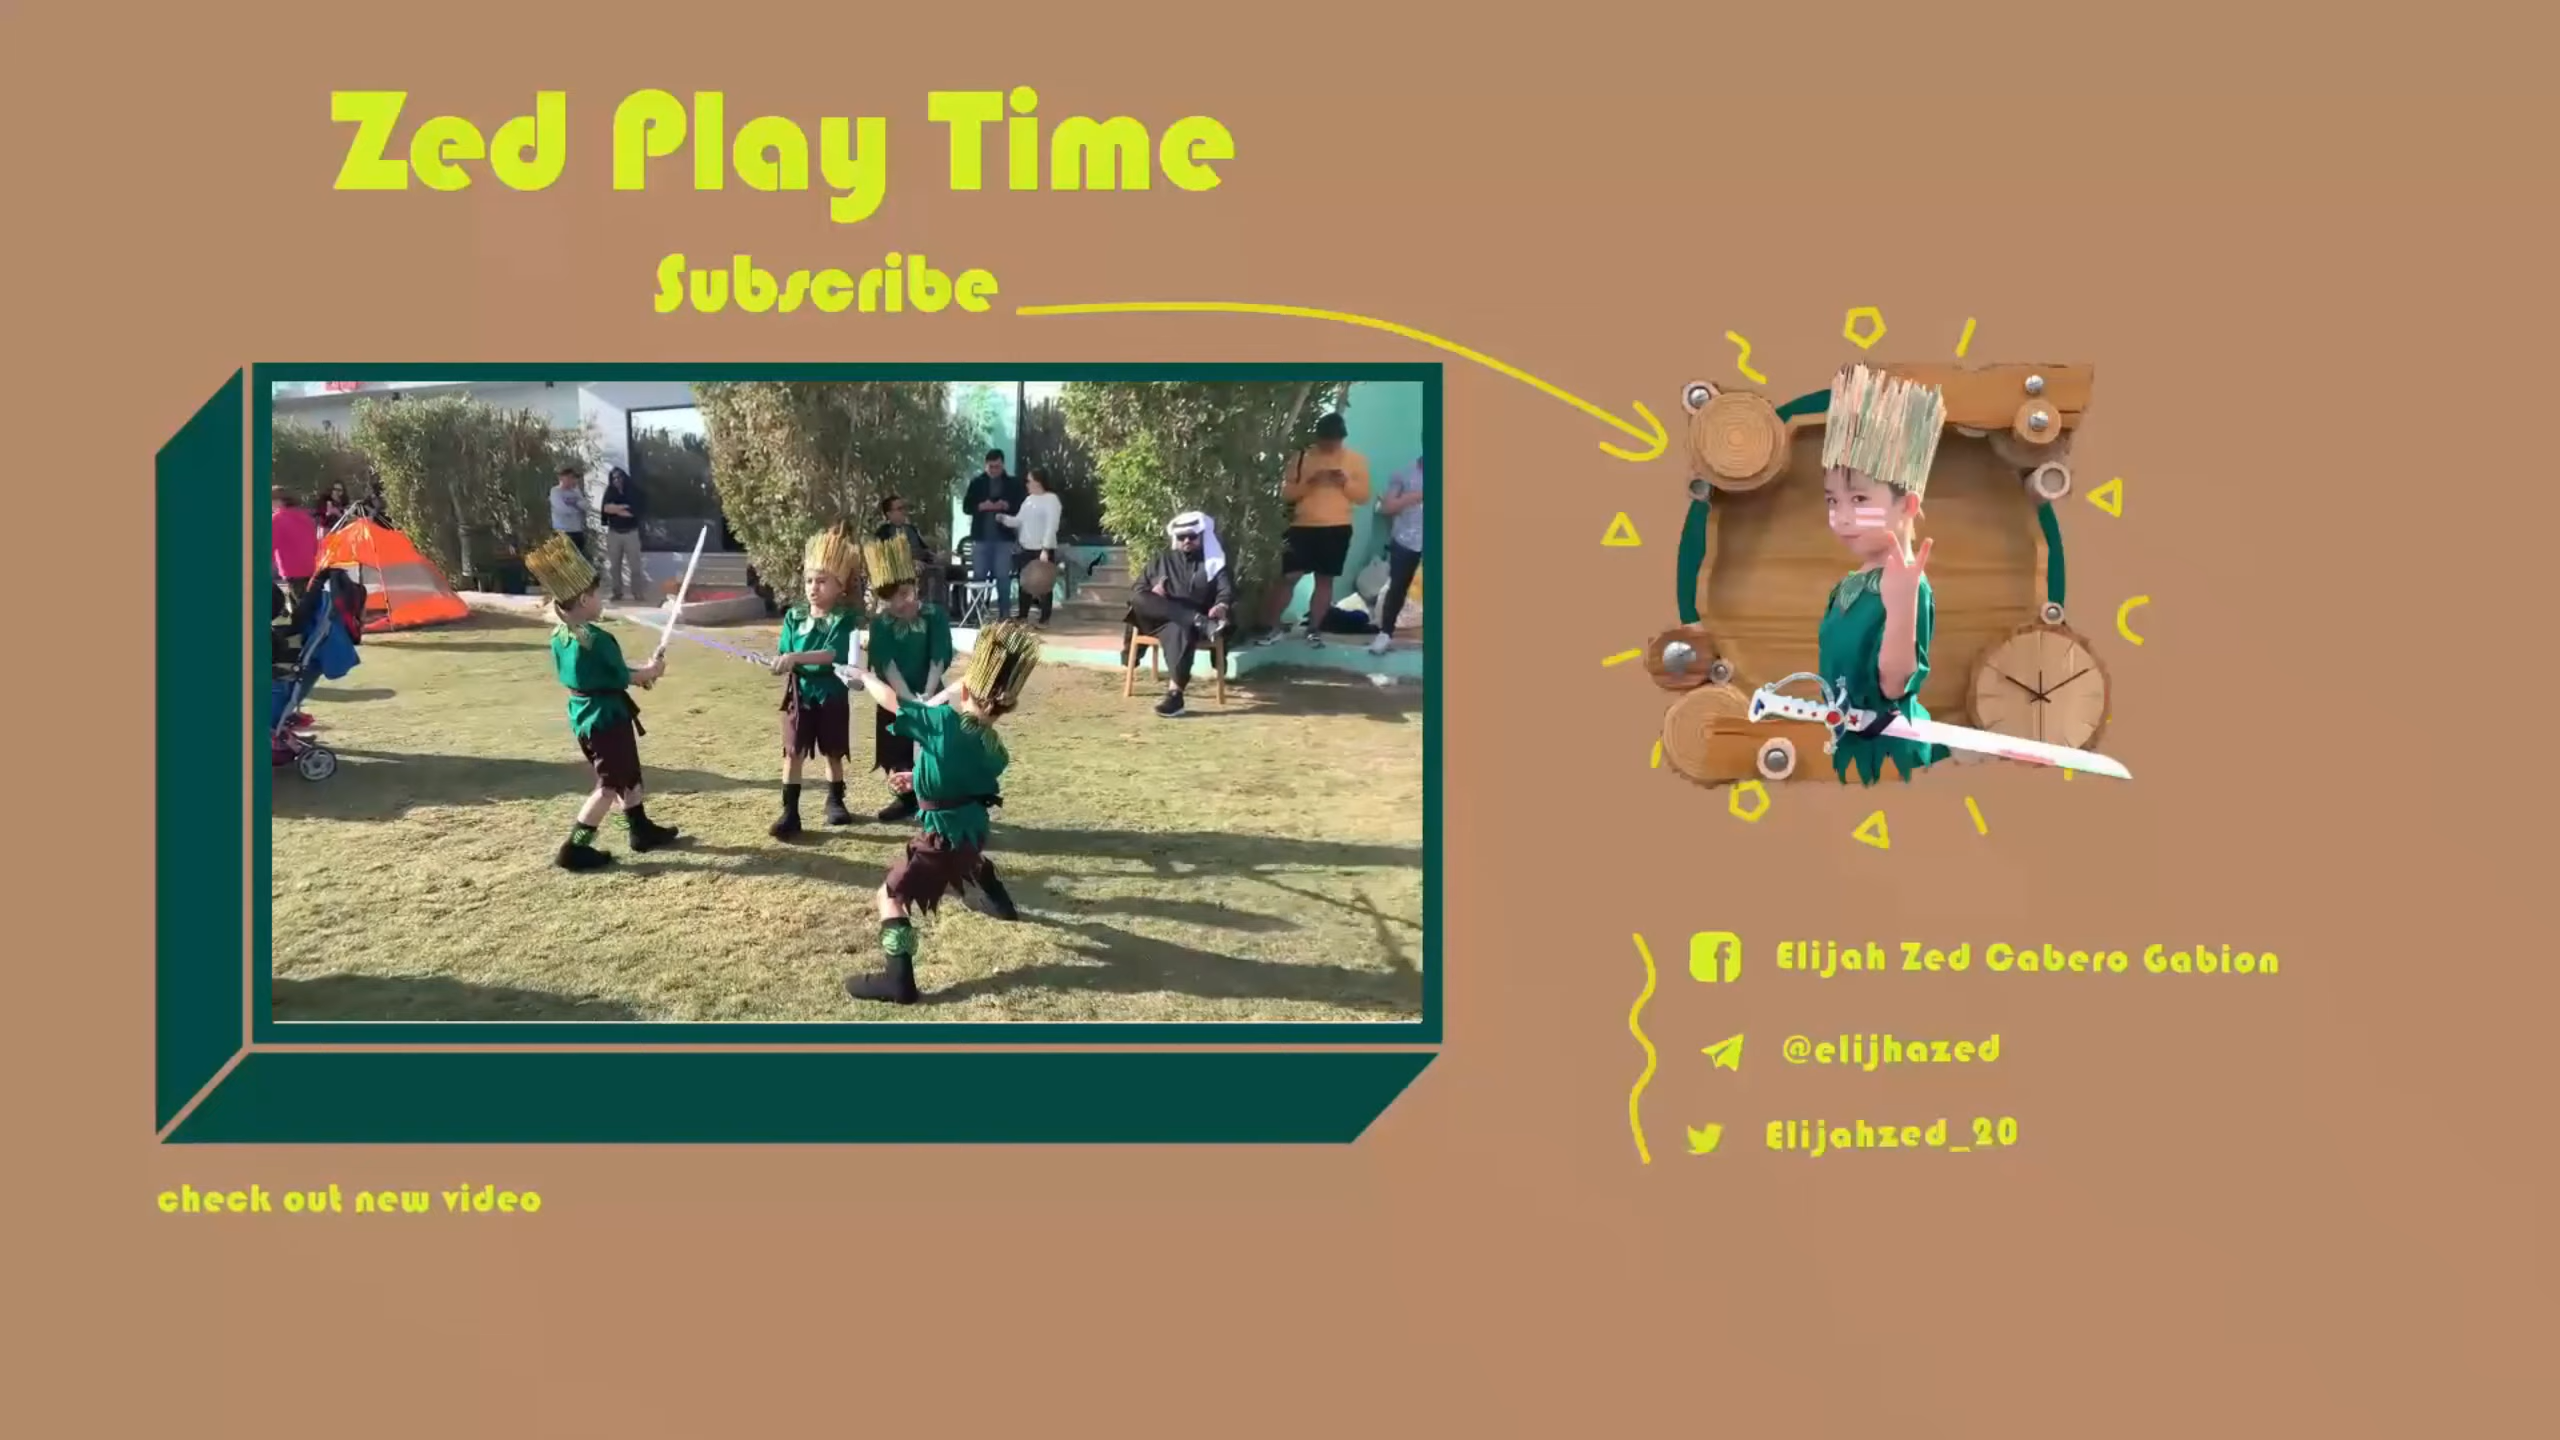 Zed Play Time
Subscribe
Elijah Zed Cabero Gabion
@elijhazed
Elijahzed_20
check out new video